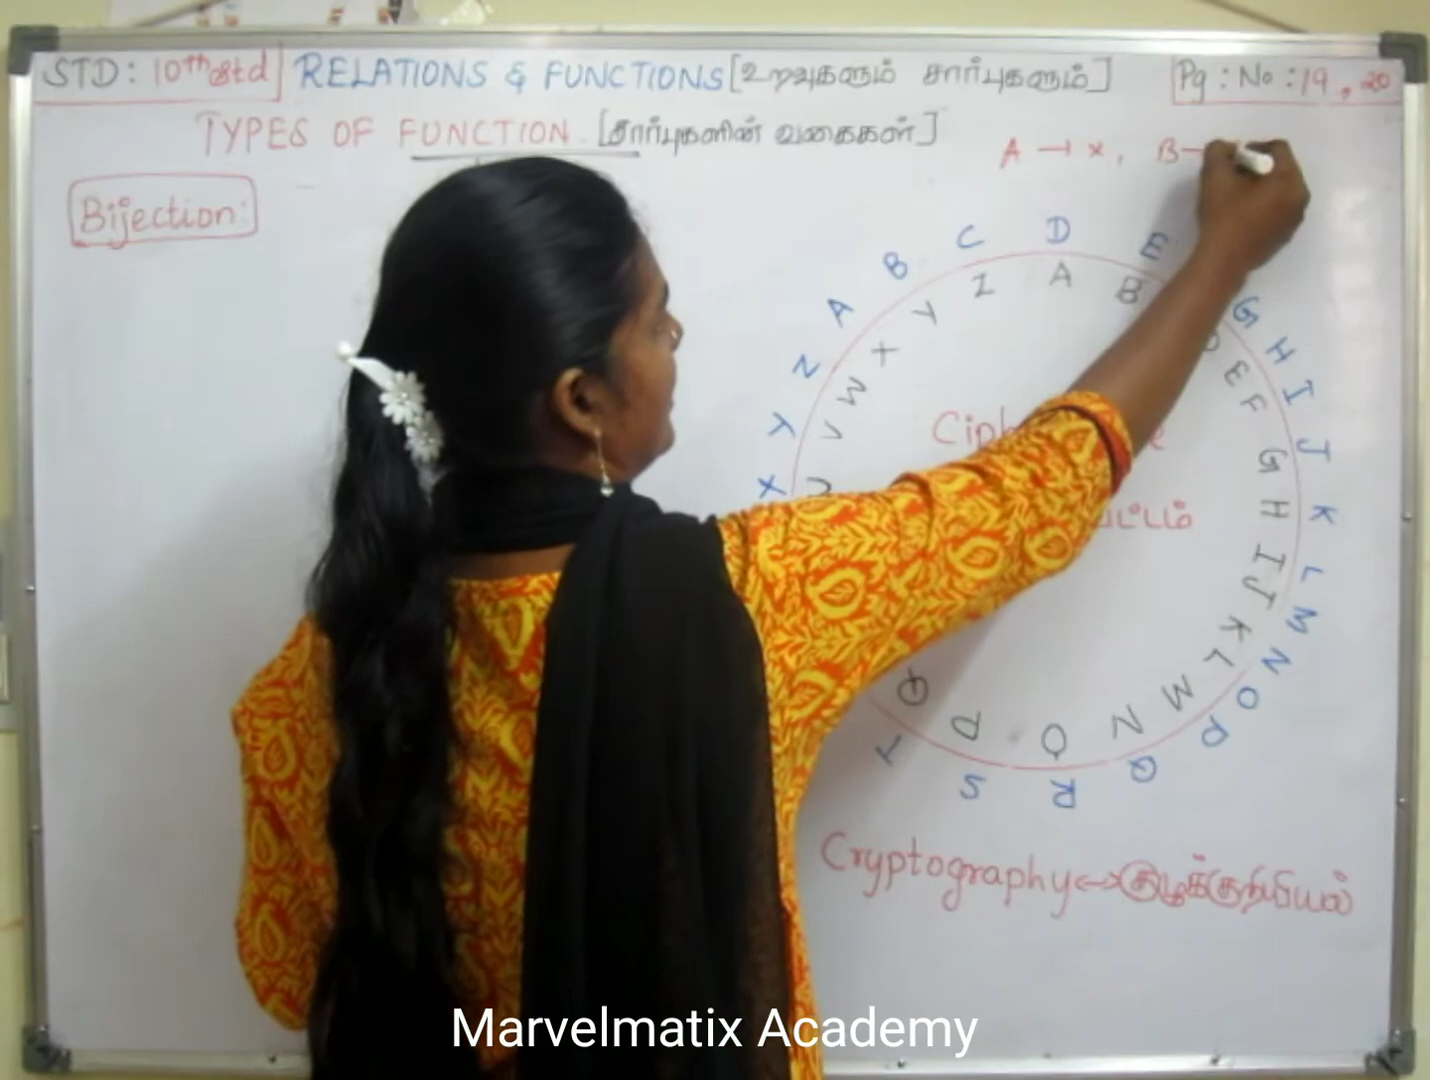 STD: 10th std RELATIONS & FUNCTIONS [உறவுகளும் சார்புகளும்] Pg: No: 19, 20
TYPES OF FUNCTION. [சார்புகளின் வகைகள்]
A → x, B →
Bijection:
A B C D E G H I J K L M N O P Q R S T X Y Z
A B D E F G H I J K L M N O P Q U V W X Y Z
Cryptography ↔ குழூக்குறியியல்
Marvelmatix Academy